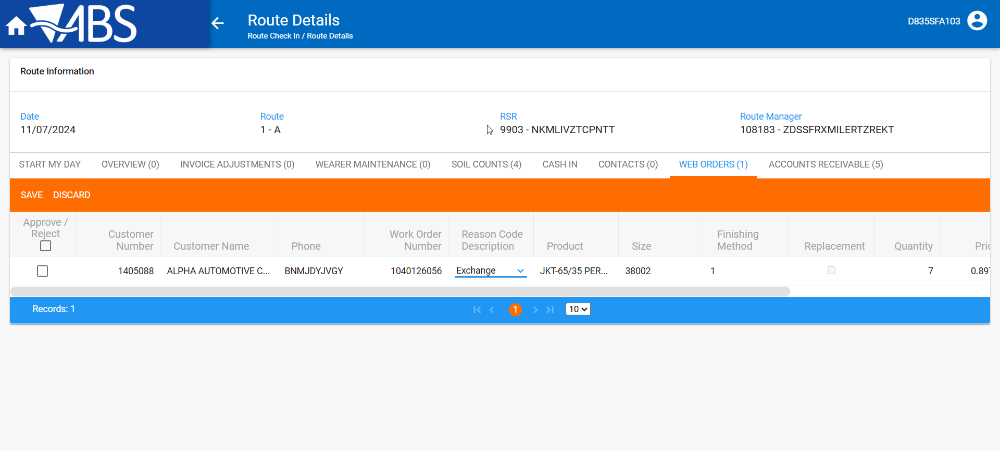 ABS
Route Details
Route Check In / Route Details
D835SFA103
Route Information
Date
11/07/2024
Route
1 - A
RSR
9903 - NKMLIVZTCPNTT
Route Manager
108183 - ZDSSFRXMILERTZREKT
START MY DAY
OVERVIEW (0)
INVOICE ADJUSTMENTS (0)
WEARER MAINTENANCE (0)
SOIL COUNTS (4)
CASH IN
CONTACTS (0)
WEB ORDERS (1)
ACCOUNTS RECEIVABLE (5)
SAVE
DISCARD
Approve /
Reject
Customer
Number
Customer Name
Phone
Work Order
Number
Reason Code
Description
Product
Size
Finishing
Method
Replacement
Quantity
Pric
1405088
ALPHA AUTOMOTIVE C...
BNMJDYJVGY
1040126056
Exchange
JKT-65/35 PER...
38002
1
7
0.897
Records: 1
1
10